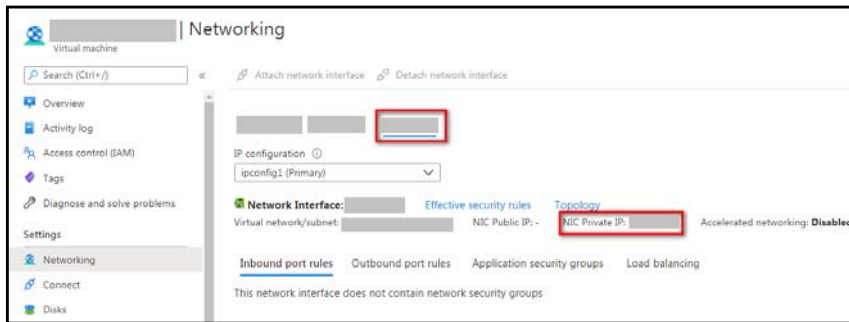 | Networking
Virtual machine
Search (Ctrl+/)
«
Attach network interface
Detach network interface
Overview
Activity log
Access control (IAM)
Tags
Diagnose and solve problems
Settings
Networking
Connect
Disks
IP configuration
ipconfig1 (Primary)
Network Interface:
Effective security rules
Topology
Virtual network/subnet:
NIC Public IP: -
NIC Private IP:
Accelerated networking: Disabled
Inbound port rules
Outbound port rules
Application security groups
Load balancing
This network interface does not contain network security groups